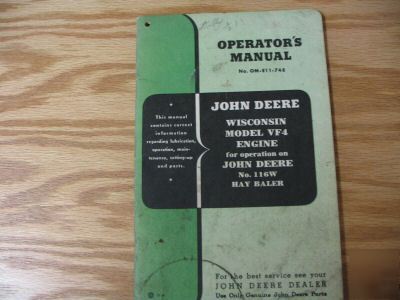 OPERATOR'S
MANUAL
No. OM-E11-748
This manual
contains correct
information
regarding lubrication,
operation, main-
tenance, setting-up
and parts.
JOHN DEERE
WISCONSIN
MODEL VF4
ENGINE
for operation on
JOHN DEERE
No. 116W
HAY BALER
For the best service see your
JOHN DEERE DEALER
Use Only Genuine John Deere Parts